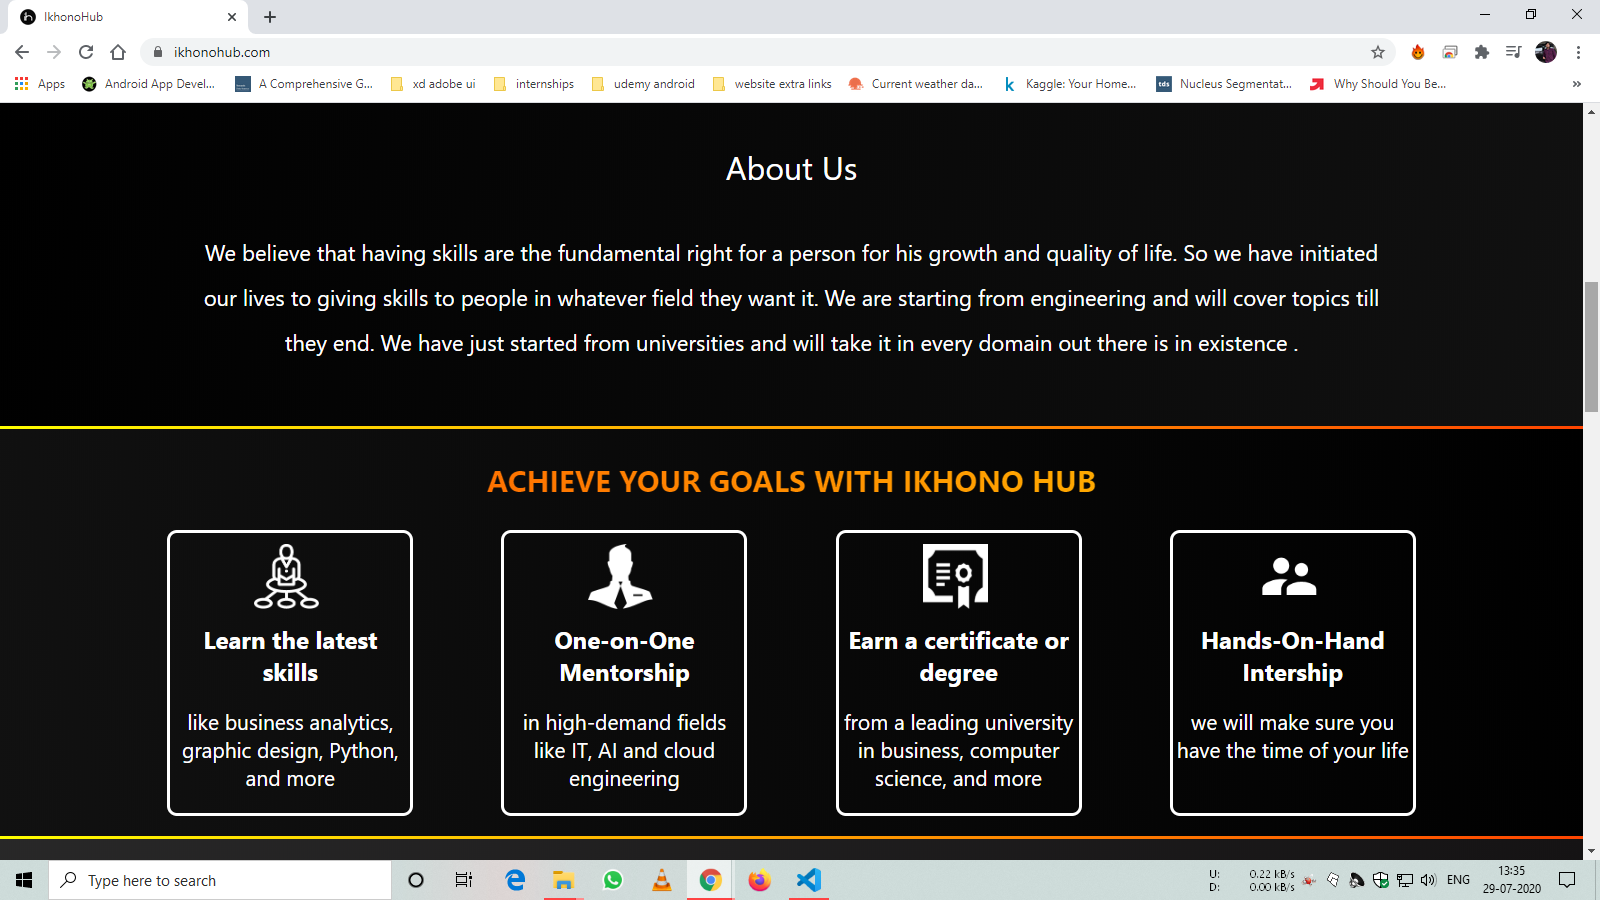 IkhonoHub
ikhonohub.com
Apps
Android App Devel...
A Comprehensive G...
xd adobe ui
internships
udemy android
website extra links
Current weather da...
k
Kaggle: Your Home...
tds
Nucleus Segmentat...
Why Should You Be...
»
About Us
We believe that having skills are the fundamental right for a person for his growth and quality of life. So we have initiated
our lives to giving skills to people in whatever field they want it. We are starting from engineering and will cover topics till
they end. We have just started from universities and will take it in every domain out there is in existence .
ACHIEVE YOUR GOALS WITH IKHONO HUB
Learn the latest
skills
like business analytics,
graphic design, Python,
and more
One-on-One
Mentorship
in high-demand fields
like IT, AI and cloud
engineering
Earn a certificate or
degree
from a leading university
in business, computer
science, and more
Hands-On-Hand
Intership
we will make sure you
have the time of your life
Type here to search
U: 0.22 kB/s
D: 0.00 kB/s
ENG
13:35
29-07-2020